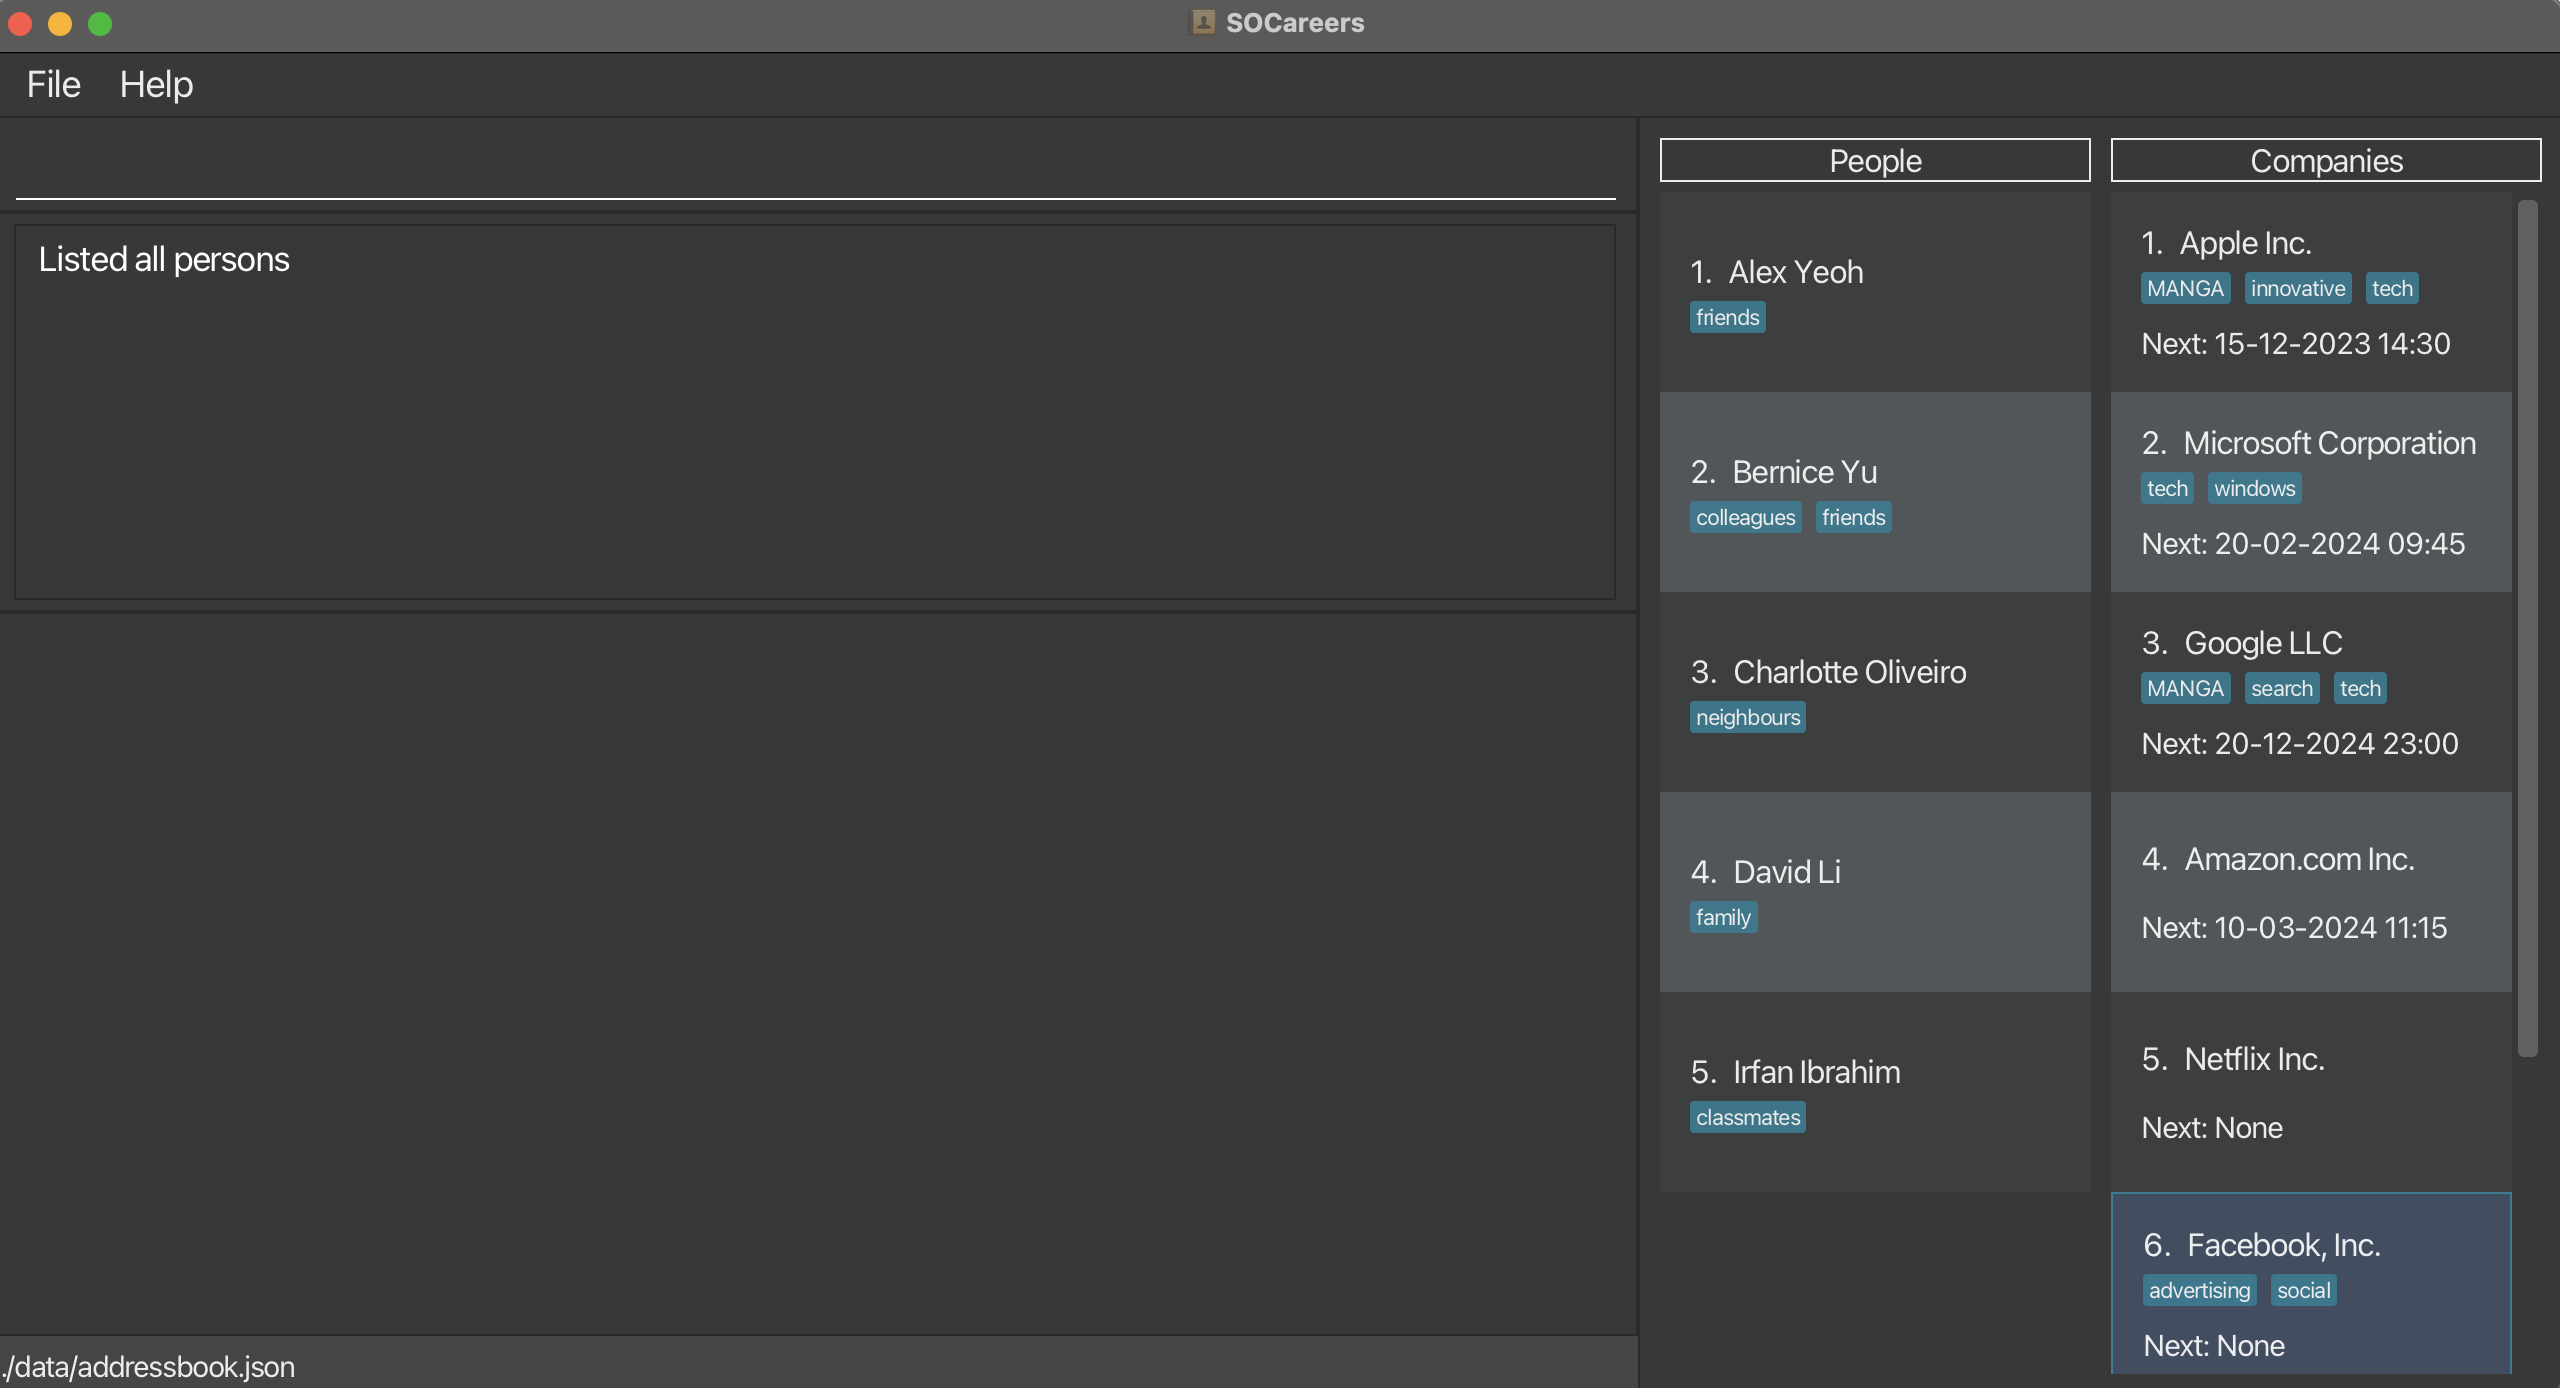 SOCareers
File Help
Listed all persons
./data/addressbook.json
People
1. Alex Yeoh
friends
2. Bernice Yu
colleagues friends
3. Charlotte Oliveiro
neighbours
4. David Li
family
5. Irfan Ibrahim
classmates
Companies
1. Apple Inc.
MANGA innovative tech
Next: 15-12-2023 14:30
2. Microsoft Corporation
tech windows
Next: 20-02-2024 09:45
3. Google LLC
MANGA search tech
Next: 20-12-2024 23:00
4. Amazon.com Inc.
Next: 10-03-2024 11:15
5. Netflix Inc.
Next: None
6. Facebook, Inc.
advertising social
Next: None